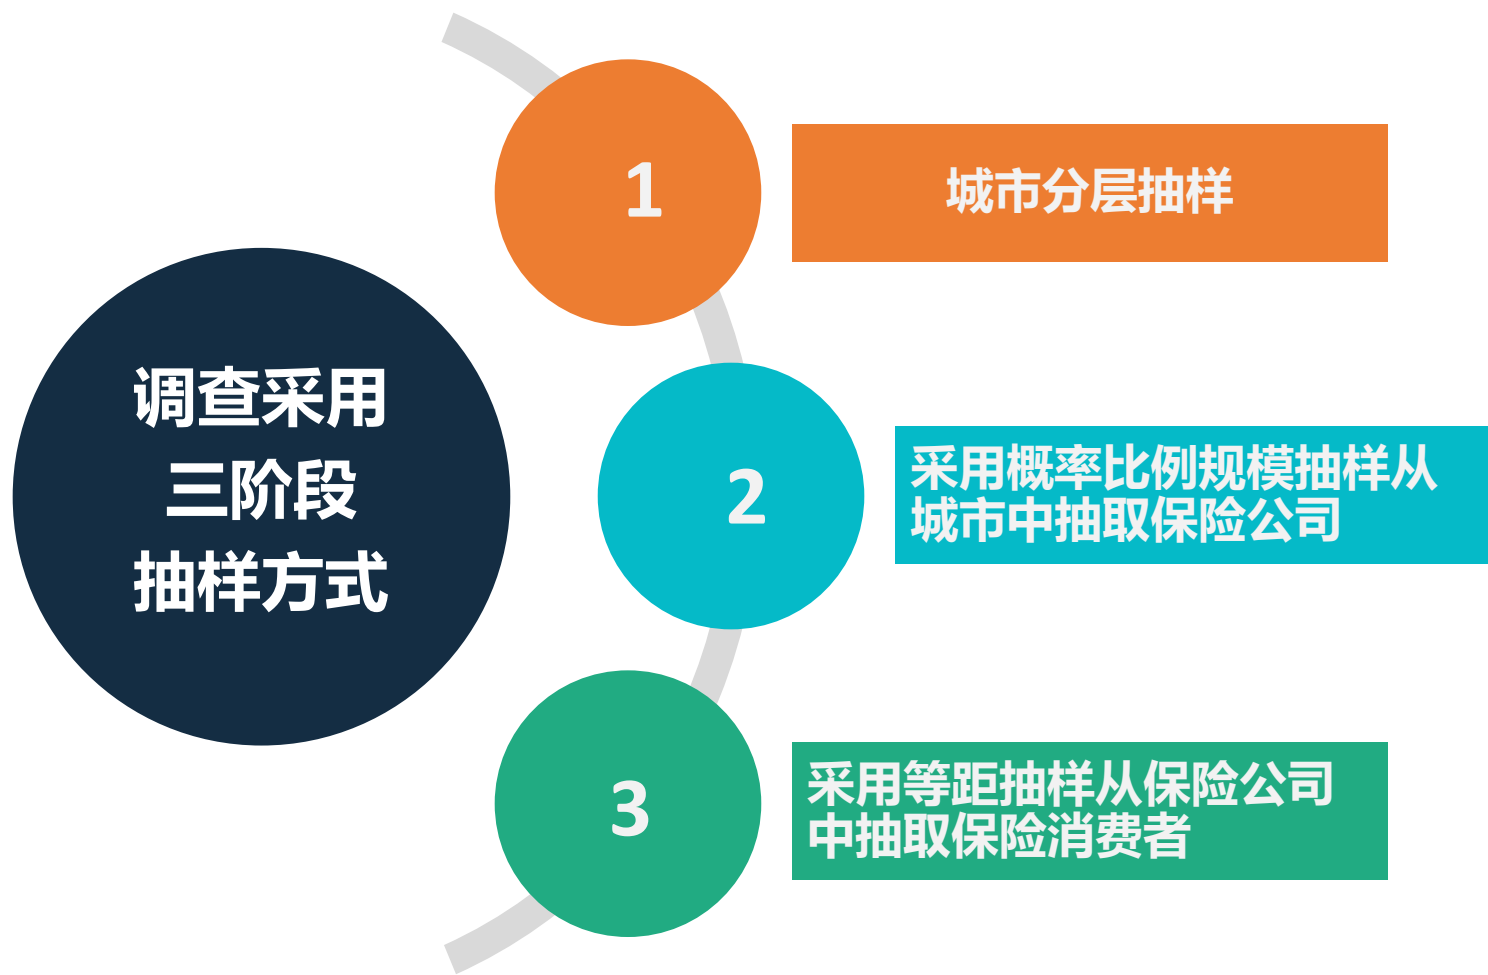 调查采用
三阶段
抽样方式
1
城市分层抽样
2
采用概率比例规模抽样从
城市中抽取保险公司
3
采用等距抽样从保险公司
中抽取保险消费者